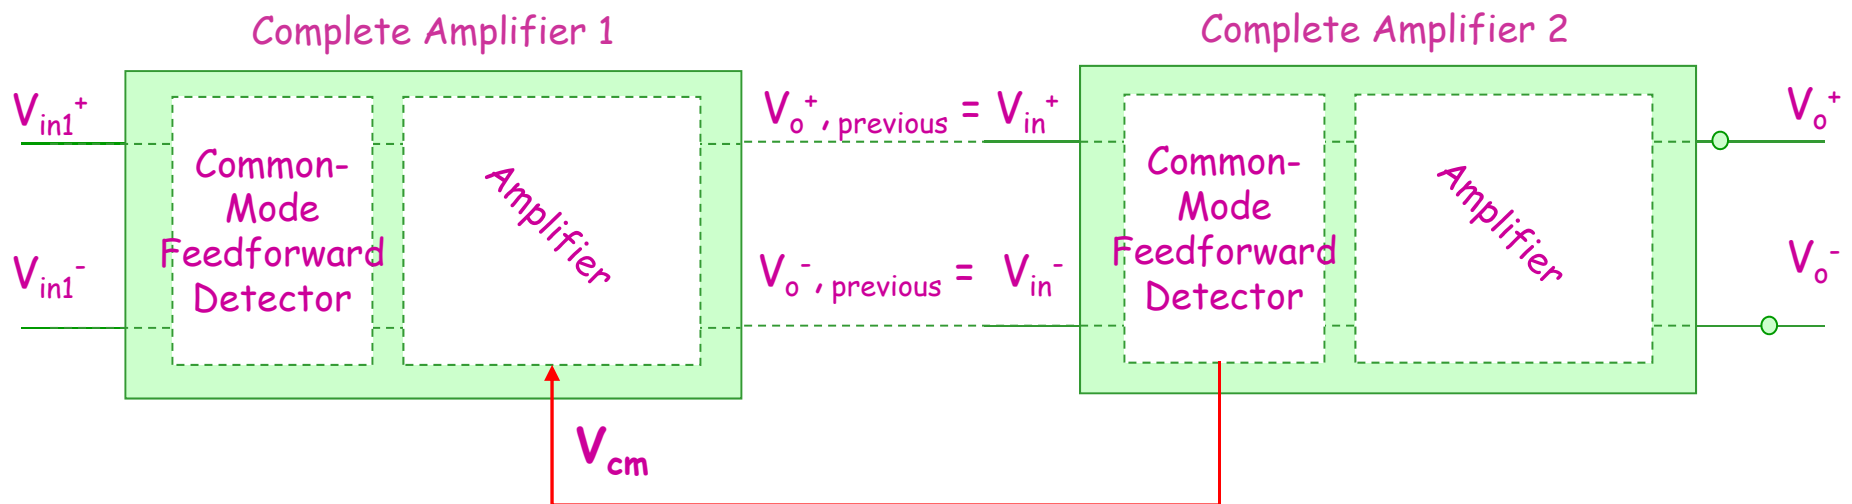 Complete Amplifier 1
Complete Amplifier 2
Vin1+
Vin1-
Common-
Mode
Feedforward
Detector
Amplifier
Vo+, previous = Vin+
Vo-, previous = Vin-
Common-
Mode
Feedforward
Detector
Amplifier
Vo+
Vo-
Vcm